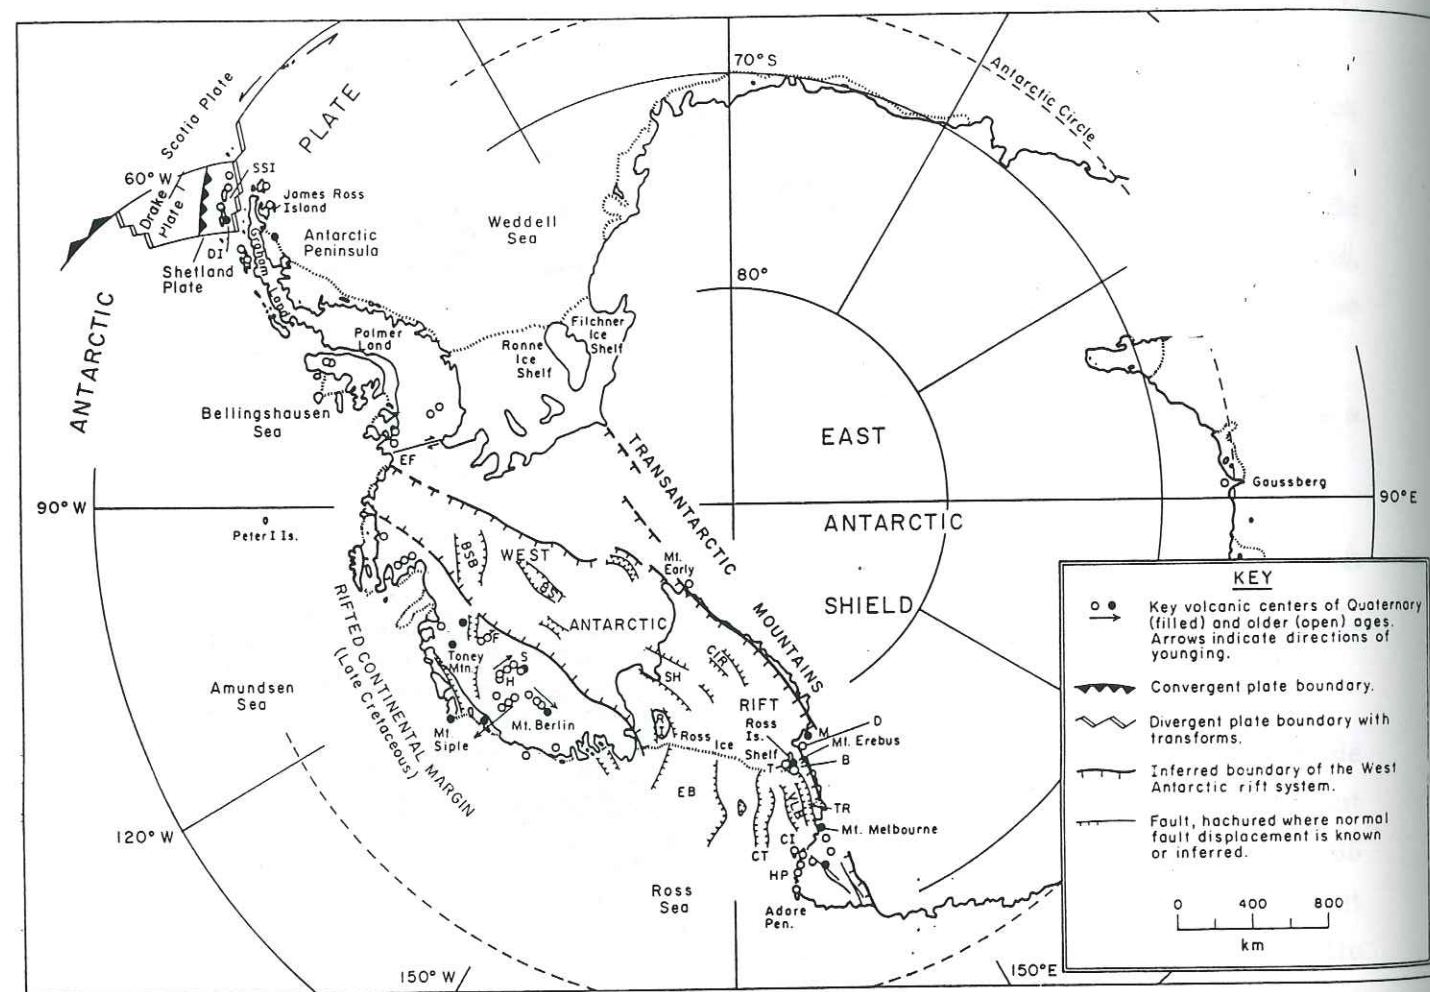 70°S
Antarctic Circle
Scotia Plate
PLATE
60° W
SSI
Drake
Plate
James Ross
Island
Weddell
Sea
DI
Antarctic
Peninsula
Shetland
Plate
Graham
Land
80°
ANTARCTIC
Palmer
Land
Filchner
Ice
Shelf
Ronne
Ice
Shelf
Bellingshausen
Sea
EF
TRANSANTARCTIC
MOUNTAINS
EAST
ANTARCTIC
SHIELD
Gaussberg
90° W
90°E
Peter I Is.
BSB
WEST
BST
ANTARCTIC
RIFT
Mt.
Early
RIFTED CONTINENTAL MARGIN
(Late Cretaceous)
Toney
Mtn.
F
S
H
Mt. Berlin
Mt.
Siple
Amundsen
Sea
SH
CIR
RI
Ross Ice
Shelf
Ross
Is.
T
D
M
Mt. Erebus
B
EB
VLB
TR
Mt. Melbourne
CT
CI
HP
Adare
Pen.
Ross
Sea
120° W
150° W
150°E
KEY
Key volcanic centers of Quaternary
(filled) and older (open) ages.
Arrows indicate directions of
younging.
Convergent plate boundary.
Divergent plate boundary with
transforms.
Inferred boundary of the West
Antarctic rift system.
Fault, hachured where normal
fault displacement is known
or inferred.
0 400 800
km